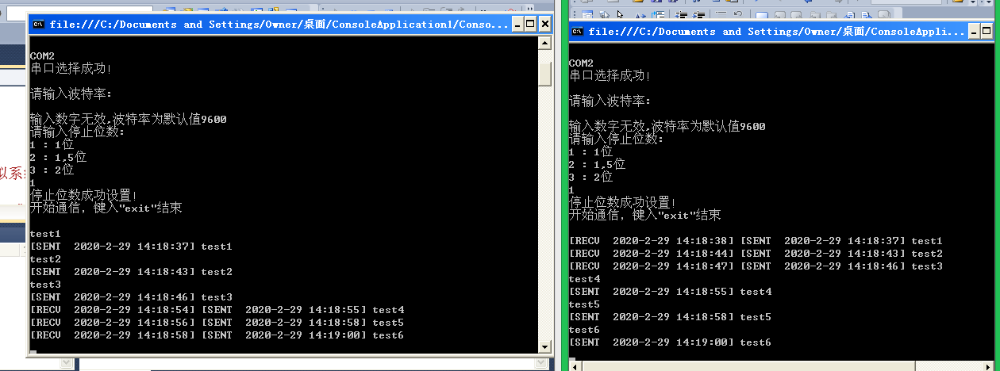 file:///C:/Documents and Settings/Owner/桌面/ConsoleApplication1/Conso...
COM2
串口选择成功!
请输入波特率:
输入数字无效,波特率为默认值9600
请输入停止位数:
1 : 1位
2 : 1.5位
3 : 2位
1
停止位数成功设置!
开始通信, 键入"exit"结束
test1
[SENT  2020-2-29 14:18:37] test1
test2
[SENT  2020-2-29 14:18:43] test2
test3
[SENT  2020-2-29 14:18:46] test3
[RECV  2020-2-29 14:18:54] [SENT  2020-2-29 14:18:55] test4
[RECV  2020-2-29 14:18:56] [SENT  2020-2-29 14:18:58] test5
[RECV  2020-2-29 14:18:58] [SENT  2020-2-29 14:19:00] test6
file:///C:/Documents and Settings/Owner/桌面/ConsoleAppli...
COM2
串口选择成功!
请输入波特率:
输入数字无效,波特率为默认值9600
请输入停止位数:
1 : 1位
2 : 1.5位
3 : 2位
1
停止位数成功设置!
开始通信, 键入"exit"结束
[RECV  2020-2-29 14:18:38] [SENT  2020-2-29 14:18:37] test1
[RECV  2020-2-29 14:18:44] [SENT  2020-2-29 14:18:43] test2
[RECV  2020-2-29 14:18:47] [SENT  2020-2-29 14:18:46] test3
test4
[SENT  2020-2-29 14:18:55] test4
test5
[SENT  2020-2-29 14:18:58] test5
test6
[SENT  2020-2-29 14:19:00] test6